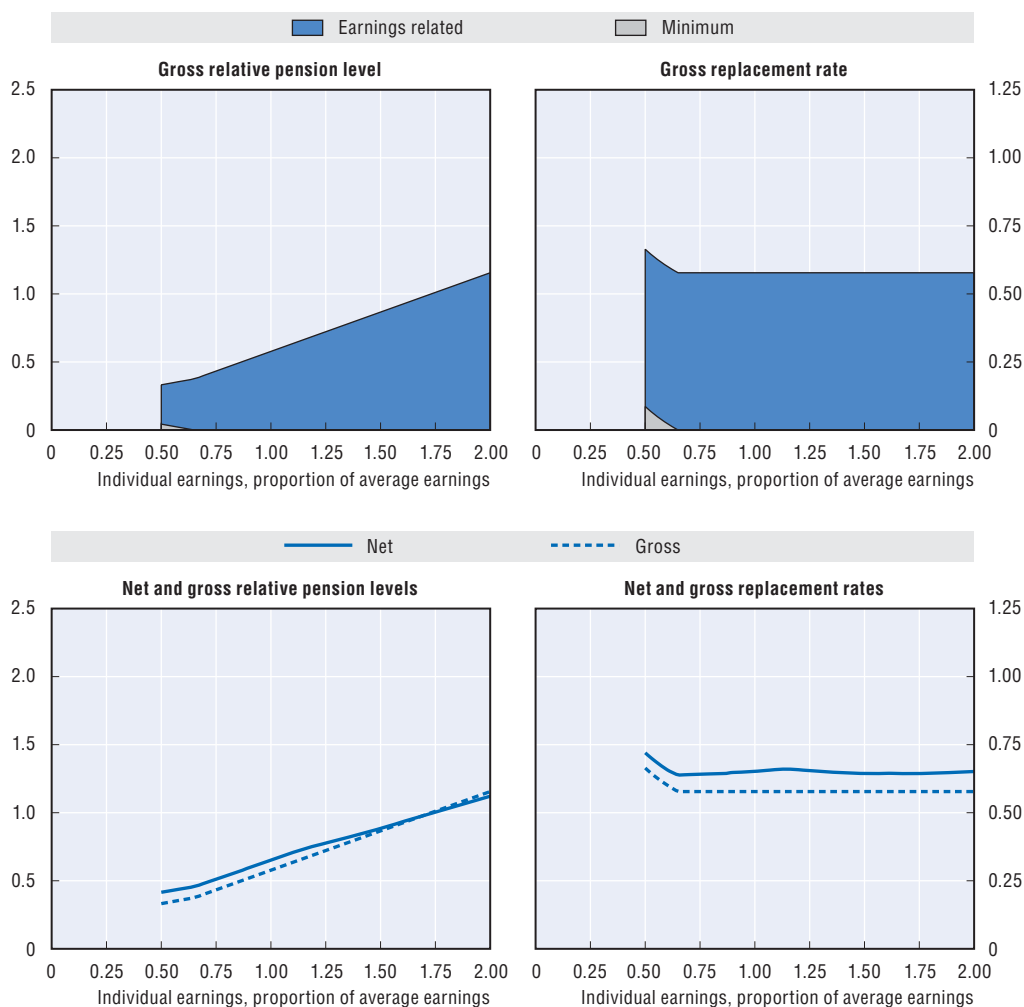 Earnings related Minimum
Gross relative pension level
2.5
2.0
1.5
1.0
0.5
0
0 0.25 0.50 0.75 1.00 1.25 1.50 1.75 2.00
Individual earnings, proportion of average earnings
Gross replacement rate
1.25
1.00
0.75
0.50
0.25
0
0 0.25 0.50 0.75 1.00 1.25 1.50 1.75 2.00
Individual earnings, proportion of average earnings
Net Gross
Net and gross relative pension levels
2.5
2.0
1.5
1.0
0.5
0
0 0.25 0.50 0.75 1.00 1.25 1.50 1.75 2.00
Individual earnings, proportion of average earnings
Net and gross replacement rates
1.25
1.00
0.75
0.50
0.25
0
0 0.25 0.50 0.75 1.00 1.25 1.50 1.75 2.00
Individual earnings, proportion of average earnings